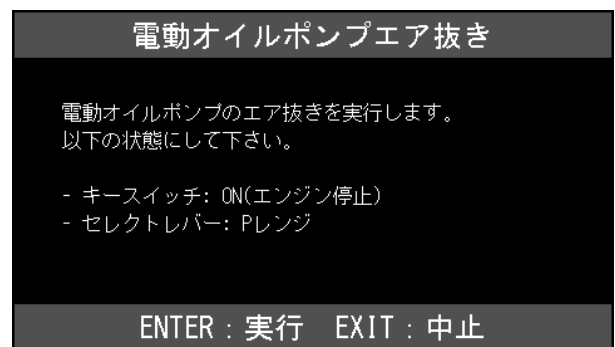 電動オイルポンプエア抜き
電動オイルポンプのエア抜きを実行します。
以下の状態にして下さい。
- キースイッチ: ON(エンジン停止)
- セレクトレバー: Pレンジ
ENTER：実行　EXIT：中止